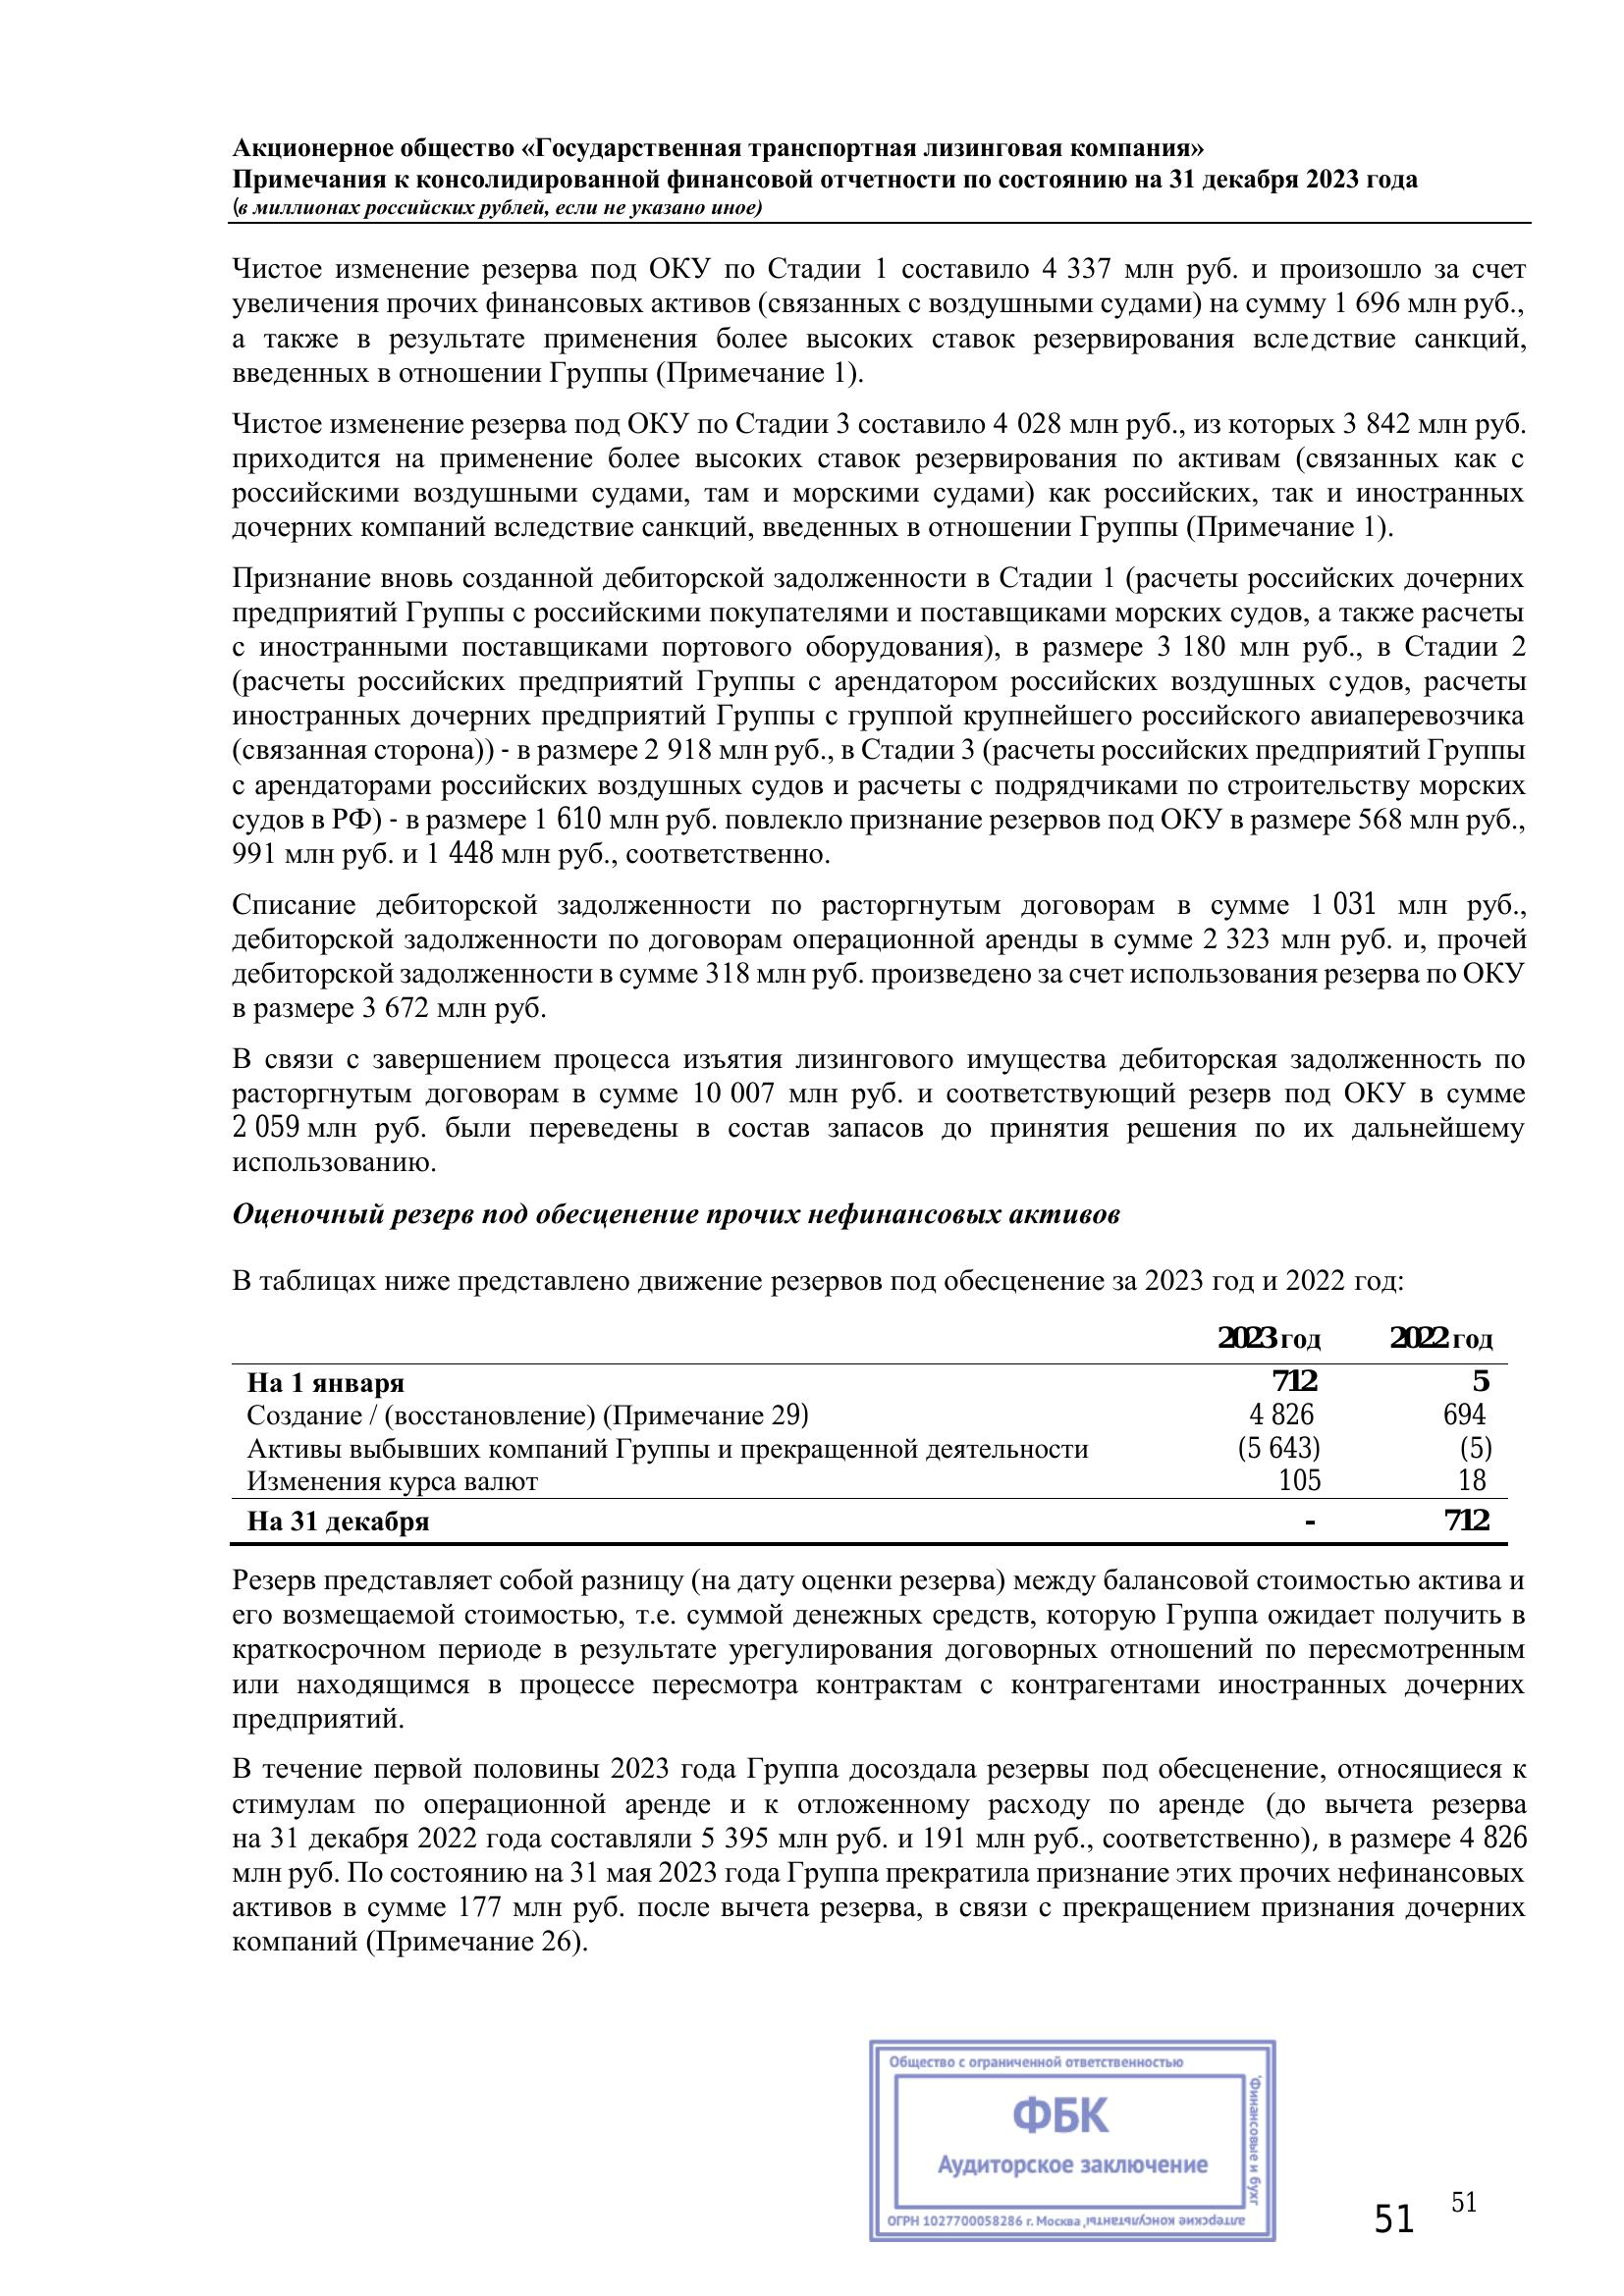 Акционерное общество «Государственная транспортная лизинговая компания»
Примечания к консолидированной финансовой отчетности по состоянию на 31 декабря 2023 года
(в миллионах российских рублей, если не указано иное)
Чистое изменение резерва под ОКУ по Стадии 1 составило 4 337 млн руб. и произошло за счет
увеличения прочих финансовых активов (связанных с воздушными судами) на сумму 1 696 млн руб.,
а также в результате применения более высоких ставок резервирования вследствие санкций,
введенных в отношении Группы (Примечание 1).
Чистое изменение резерва под ОКУ по Стадии 3 составило 4 028 млн руб., из которых 3 842 млн руб.
приходится на применение более высоких ставок резервирования по активам (связанных как с
российскими воздушными судами, там и морскими судами) как российских, так и иностранных
дочерних компаний вследствие санкций, введенных в отношении Группы (Примечание 1).
Признание вновь созданной дебиторской задолженности в Стадии 1 (расчеты российских дочерних
предприятий Группы с российскими покупателями и поставщиками морских судов, а также расчеты
с иностранными поставщиками портового оборудования), в размере 3 180 млн руб., в Стадии 2
(расчеты российских предприятий Группы с арендатором российских воздушных судов, расчеты
иностранных дочерних предприятий Группы с группой крупнейшего российского авиаперевозчика
(связанная сторона)) - в размере 2 918 млн руб., в Стадии 3 (расчеты российских предприятий Группы
с арендаторами российских воздушных судов и расчеты с подрядчиками по строительству морских
судов в РФ) - в размере 1 610 млн руб. повлекло признание резервов под ОКУ в размере 568 млн руб.,
991 млн руб. и 1 448 млн руб., соответственно.
Списание дебиторской задолженности по расторгнутым договорам в сумме 1 031 млн руб.,
дебиторской задолженности по договорам операционной аренды в сумме 2 323 млн руб. и, прочей
дебиторской задолженности в сумме 318 млн руб. произведено за счет использования резерва по ОКУ
в размере 3 672 млн руб.
В связи с завершением процесса изъятия лизингового имущества дебиторская задолженность по
расторгнутым договорам в сумме 10 007 млн руб. и соответствующий резерв под ОКУ в сумме
2 059 млн руб. были переведены в состав запасов до принятия решения по их дальнейшему
использованию.
Оценочный резерв под обесценение прочих нефинансовых активов
В таблицах ниже представлено движение резервов под обесценение за 2023 год и 2022 год:
2023 год 2022 год
На 1 января 712 5
Создание / (восстановление) (Примечание 29) 4 826 694
Активы выбывших компаний Группы и прекращенной деятельности (5 643) (5)
Изменения курса валют 105 18
На 31 декабря - 712
Резерв представляет собой разницу (на дату оценки резерва) между балансовой стоимостью актива и
его возмещаемой стоимостью, т.е. суммой денежных средств, которую Группа ожидает получить в
краткосрочном периоде в результате урегулирования договорных отношений по пересмотренным
или находящимся в процессе пересмотра контрактам с контрагентами иностранных дочерних
предприятий.
В течение первой половины 2023 года Группа досоздала резервы под обесценение, относящиеся к
стимулам по операционной аренде и к отложенному расходу по аренде (до вычета резерва
на 31 декабря 2022 года составляли 5 395 млн руб. и 191 млн руб., соответственно), в размере 4 826
млн руб. По состоянию на 31 мая 2023 года Группа прекратила признание этих прочих нефинансовых
активов в сумме 177 млн руб. после вычета резерва, в связи с прекращением признания дочерних
компаний (Примечание 26).
Общество с ограниченной ответственностью
"Финансовые и бухг
алтерские консультанты"
ФБК
Аудиторское заключение
ОГРН 1027700058286 г. Москва
51
51